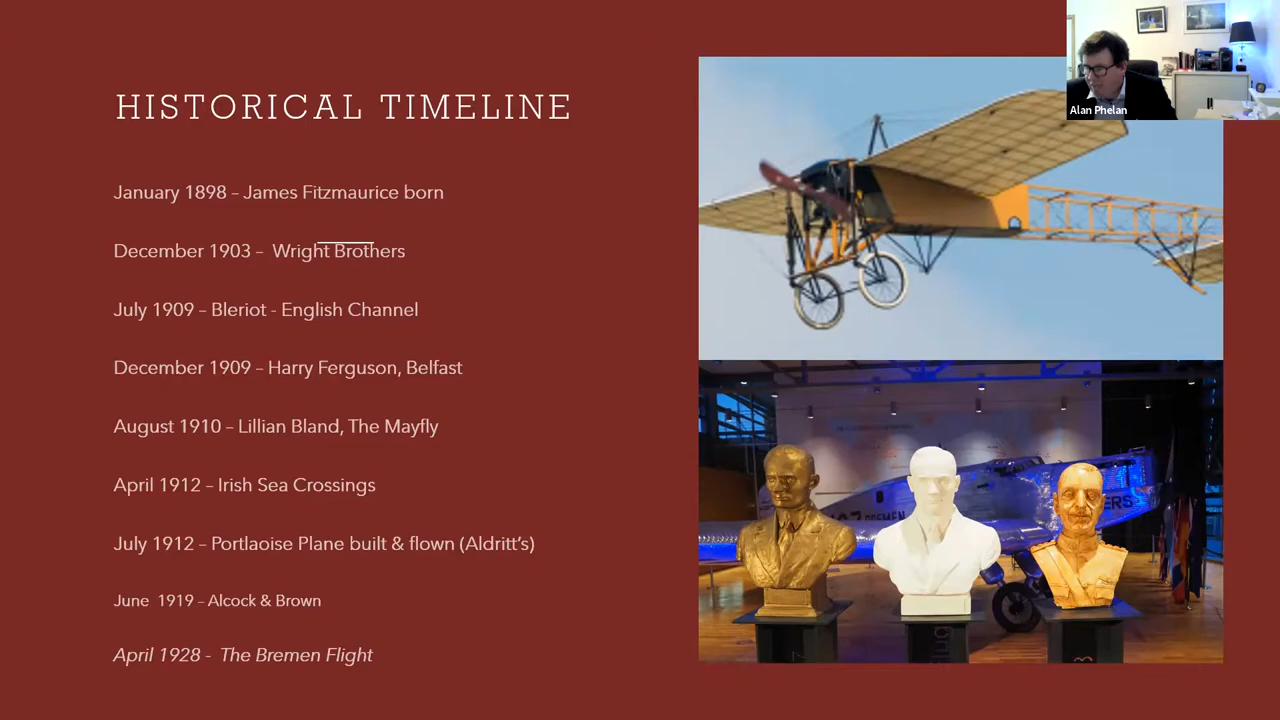 HISTORICAL TIMELINE
January 1898 – James Fitzmaurice born
December 1903 – Wright Brothers
July 1909 – Bleriot - English Channel
December 1909 – Harry Ferguson, Belfast
August 1910 – Lillian Bland, The Mayfly
April 1912 – Irish Sea Crossings
July 1912 – Portlaoise Plane built & flown (Aldritt's)
June 1919 – Alcock & Brown
April 1928 - The Bremen Flight
Alan Phelan
BREMEN